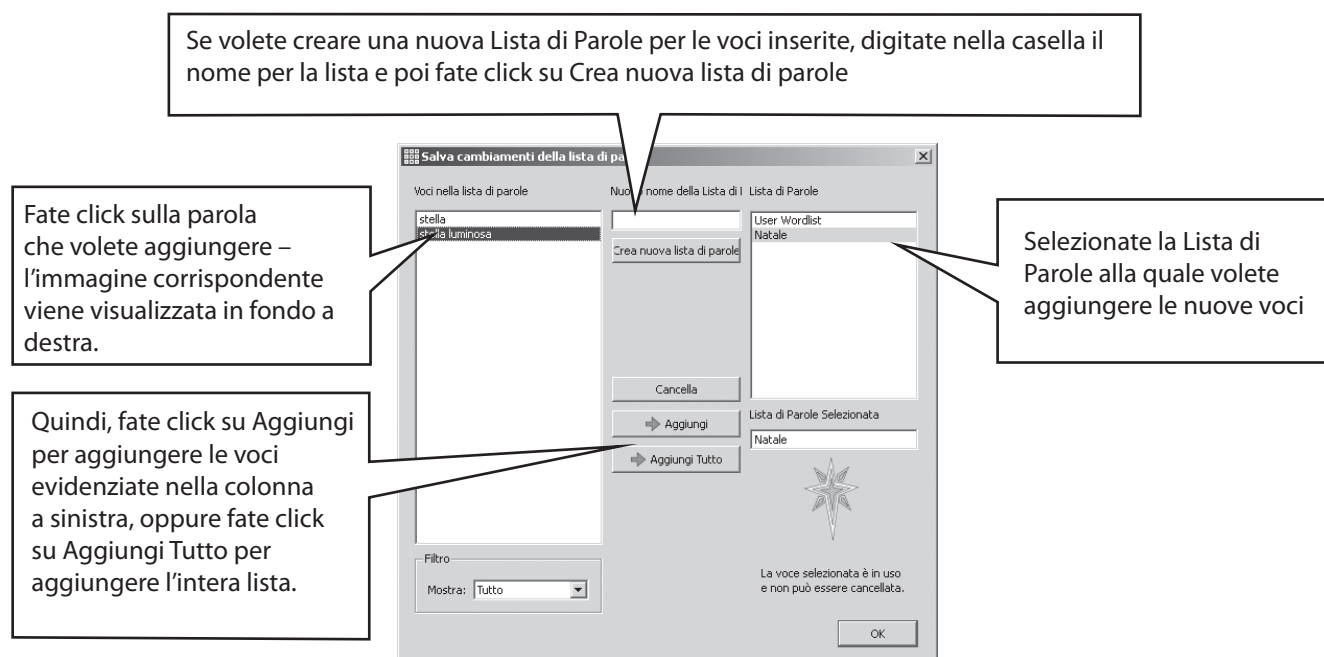 Se volete creare una nuova Lista di Parole per le voci inserite, digitate nella casella il
nome per la lista e poi fate click su Crea nuova lista di parole
Salva cambiamenti della lista di
Voci nella lista di parole
nome della Lista di
Lista di Parole
Fate click sulla parola
che volete aggiungere –
l’immagine corrispondente
viene visualizzata in fondo a
destra.
stella
stella luminosa
Crea nuova lista di parole
User Wordlist
Natale
Selezionate la Lista di
Parole alla quale volete
aggiungere le nuove voci
Quindi, fate click su Aggiungi
per aggiungere le voci
evidenziate nella colonna
a sinistra, oppure fate click
su Aggiungi Tutto per
aggiungere l’intera lista.
Cancella
Aggiungi
Aggiungi Tutto
Lista di Parole Selezionata
Natale
Filtro
Mostra: Tutto
La voce selezionata è in uso
e non può essere cancellata.
OK